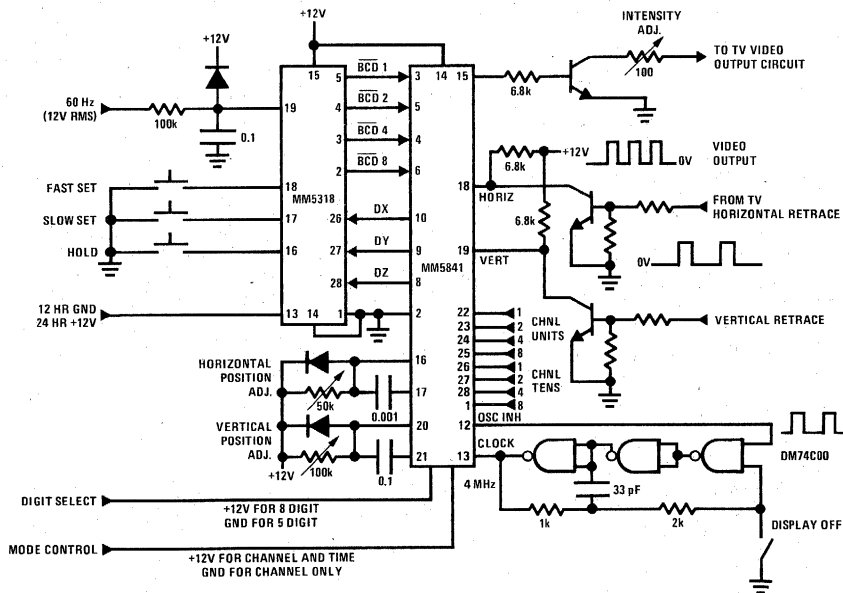 +12V
INTENSITY
ADJ.
+12V
15
5
BCD 1
3
14
15
6.8k
100
TO TV VIDEO
OUTPUT CIRCUIT
60 Hz
(12V RMS)
100k
19
0.1
4
BCD 2
5
3
BCD 4
4
2
BCD 8
6
6.8k
+12V
0V
VIDEO
OUTPUT
FAST SET
18
MM5318
18
HORIZ
6.8k
FROM TV
HORIZONTAL RETRACE
SLOW SET
17
26
DX
10
HOLD
16
27
DY
9
19
VERT
0V
MM5841
28
DZ
8
12 HR GND
24 HR +12V
13
14
1
2
22
1
23
2
24
4
25
8
26
1
27
2
28
4
1
8
CHNL
UNITS
CHNL
TENS
VERTICAL RETRACE
HORIZONTAL
POSITION
ADJ.
50k
0.001
16
17
VERTICAL
POSITION
ADJ.
100k
+12V
0.1
20
21
OSC INH
12
CLOCK
13
4 MHz
DM74C00
33 pF
1k
2k
DISPLAY OFF
DIGIT SELECT
+12V FOR 8 DIGIT
GND FOR 5 DIGIT
MODE CONTROL
+12V FOR CHANNEL AND TIME
GND FOR CHANNEL ONLY